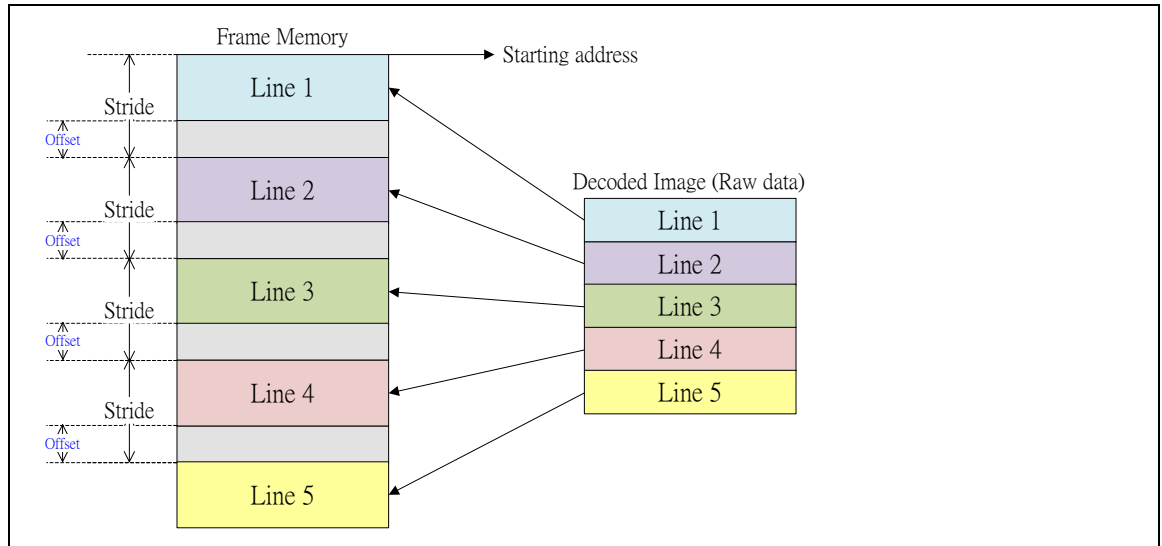 Frame Memory
Starting address
Line 1
Stride
Offset
Line 2
Stride
Offset
Line 3
Stride
Offset
Line 4
Stride
Offset
Line 5
Decoded Image (Raw data)
Line 1
Line 2
Line 3
Line 4
Line 5